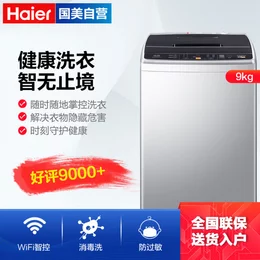 Haier 国美自营
健康洗衣
智无止境
随时随地掌控洗衣
解决衣物隐藏危害
时刻守护健康
好评9000+
9kg
WiFi智控
消毒洗
防过敏
全国联保
送货入户